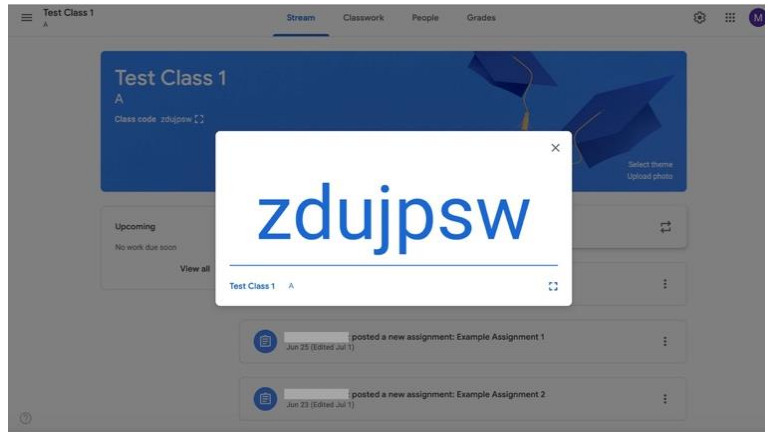 Test Class 1
A
Stream Classwork People Grades
M
Test Class 1
A
Class code zdujpsw
Select theme
Upload photo
zdujpsw
Test Class 1 A
Upcoming
No work due soon
View all
posted a new assignment: Example Assignment 1
Jun 25 (Edited Jul 1)
posted a new assignment: Example Assignment 2
Jun 23 (Edited Jul 1)